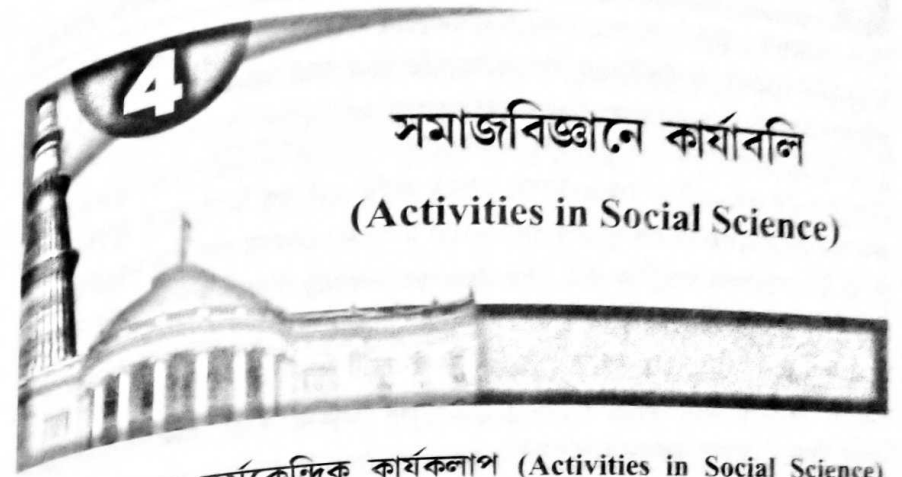 4
সমাজবিজ্ঞানে কার্যাবলি
(Activities in Social Science)
কার্যকলাপ (Activities in Social Science)